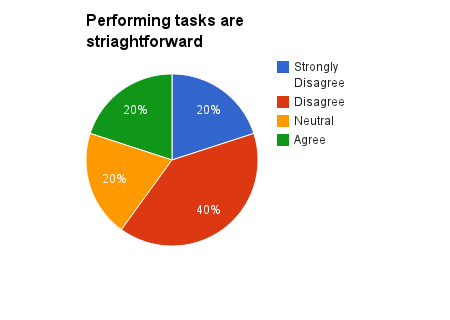 Performing tasks are
striaghtforward
Strongly
Disagree
Disagree
Neutral
Agree
20%
20%
20%
40%